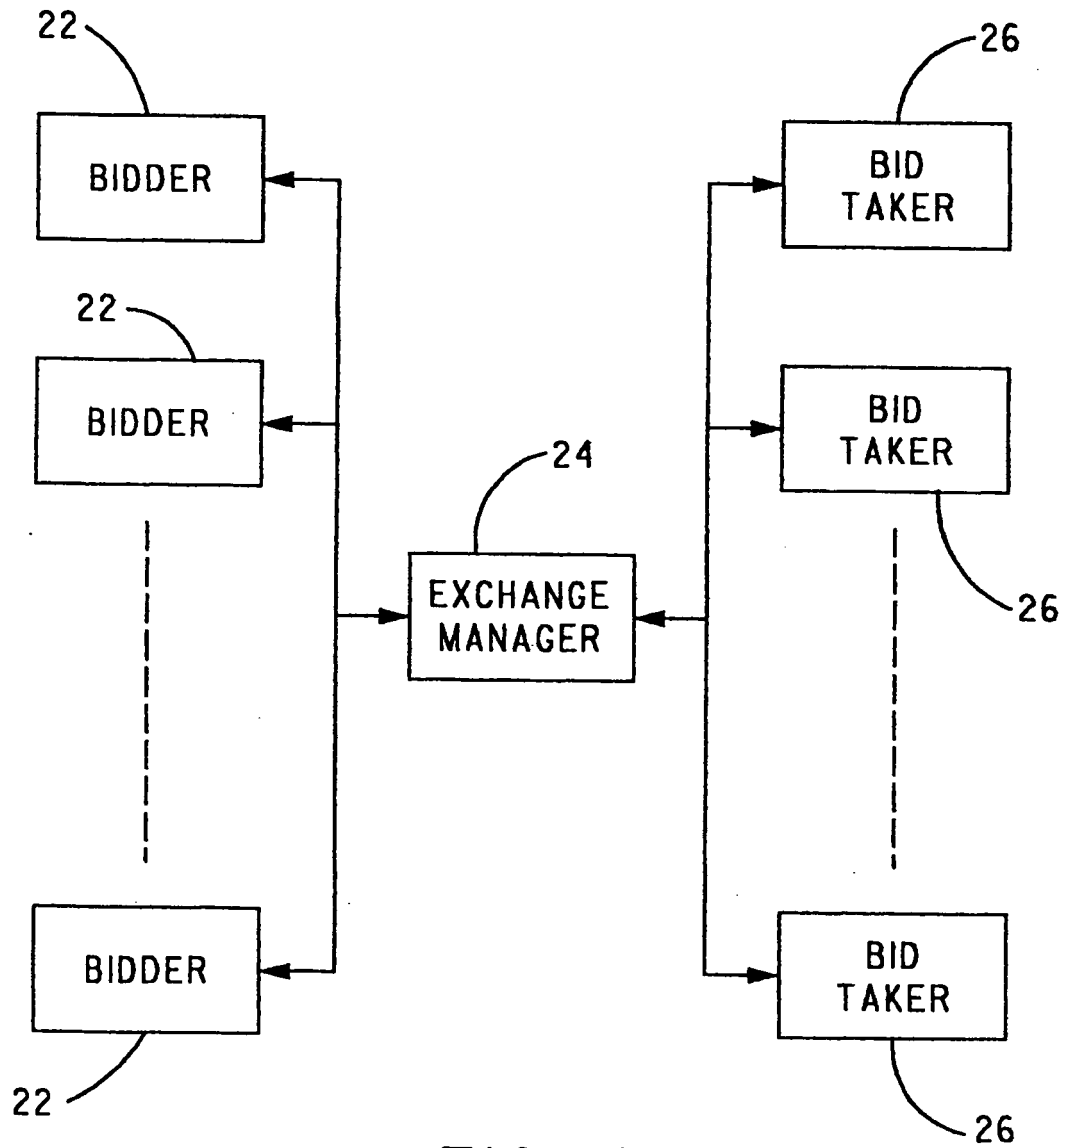 22
26
BIDDER
BID
TAKER
22
BIDDER
BID
TAKER
24
EXCHANGE
MANAGER
26
BIDDER
BID
TAKER
22
26